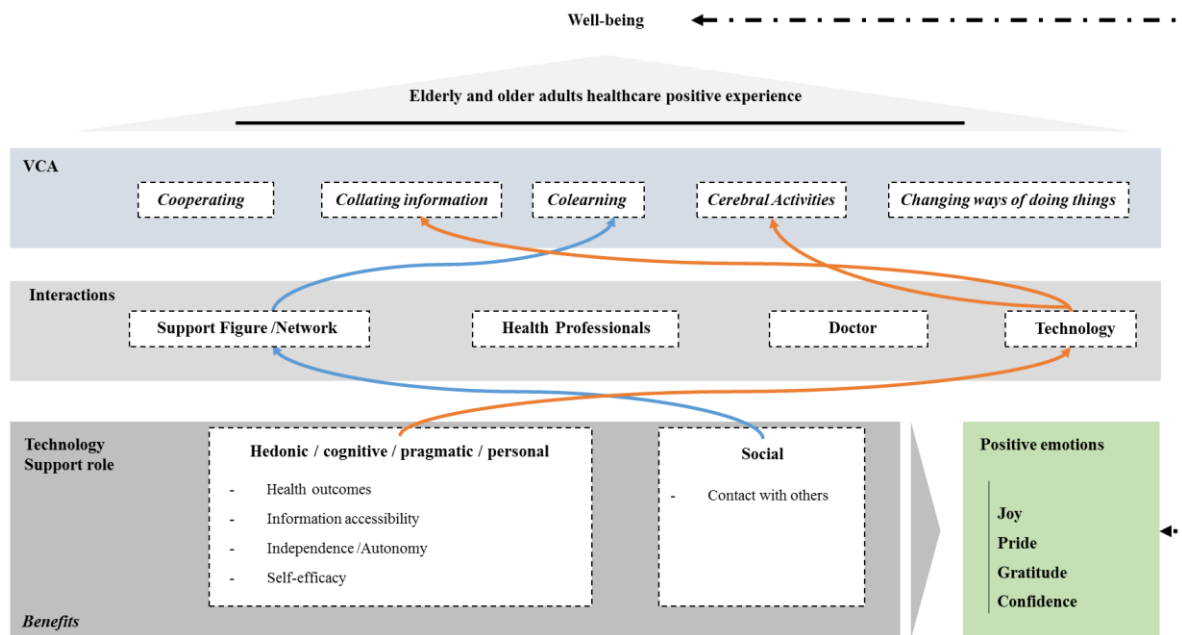 Well-being
Elderly and older adults healthcare positive experience
VCA
Cooperating
Collating information
Colearning
Cerebral Activities
Changing ways of doing things
Interactions
Support Figure /Network
Health Professionals
Doctor
Technology
Technology
Support role
Hedonic / cognitive / pragmatic / personal
- Health outcomes
- Information accessibility
- Independence /Autonomy
- Self-efficacy
Social
- Contact with others
Positive emotions
Joy
Pride
Gratitude
Confidence
Benefits